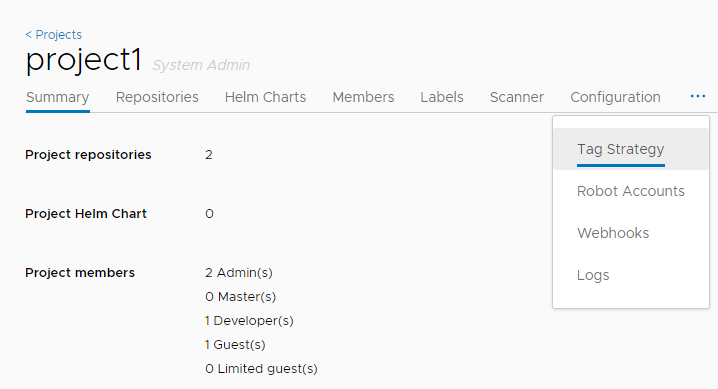 < Projects
project1 System Admin
Summary Repositories Helm Charts Members Labels Scanner Configuration ...
Tag Strategy
Robot Accounts
Webhooks
Logs
Project repositories 2
Project Helm Chart 0
Project members 2 Admin(s)
0 Master(s)
1 Developer(s)
1 Guest(s)
0 Limited guest(s)